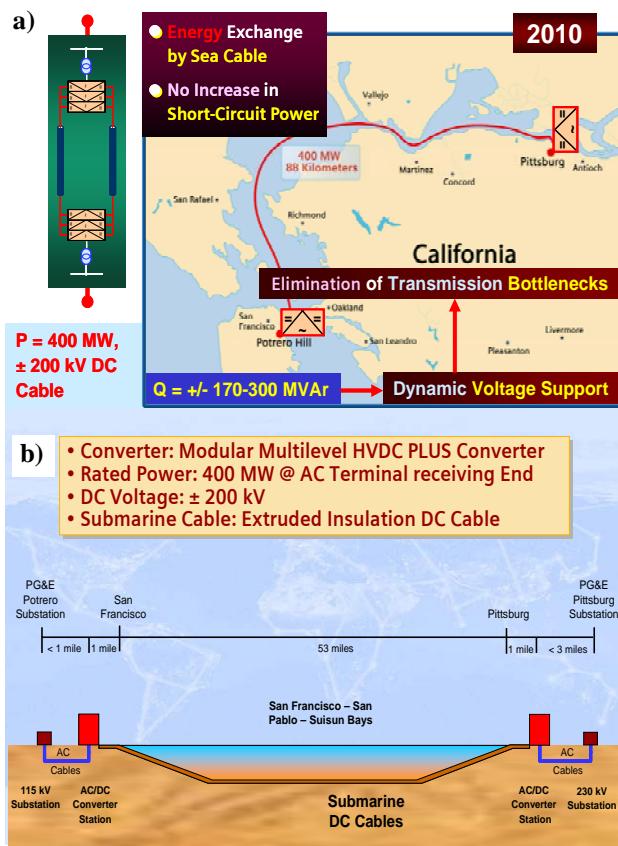 a)
Energy Exchange
by Sea Cable
No Increase in
Short-Circuit Power
2010
Vallejo
400 MW
88 Kilometers
Martinez
Concord
Pittsburg
Antioch
San Rafael
Richmond
California
Elimination of Transmission Bottlenecks
San
Francisco
Oakland
Potrero Hill
San Leandro
Livermore
Pleasanton
P = 400 MW,
± 200 kV DC
Cable
Q = +/- 170-300 MVAr
Dynamic Voltage Support
b)
• Converter: Modular Multilevel HVDC PLUS Converter
• Rated Power: 400 MW @ AC Terminal receiving End
• DC Voltage: ± 200 kV
• Submarine Cable: Extruded Insulation DC Cable
PG&E
Potrero
Substation
San
Francisco
Pittsburg
PG&E
Pittsburg
Substation
< 1 mile
1 mile
53 miles
1 mile
< 3 miles
San Francisco – San
Pablo – Suisun Bays
AC
Cables
AC
Cables
115 kV
Substation
AC/DC
Converter
Station
Submarine
DC Cables
AC/DC
Converter
Station
230 kV
Substation